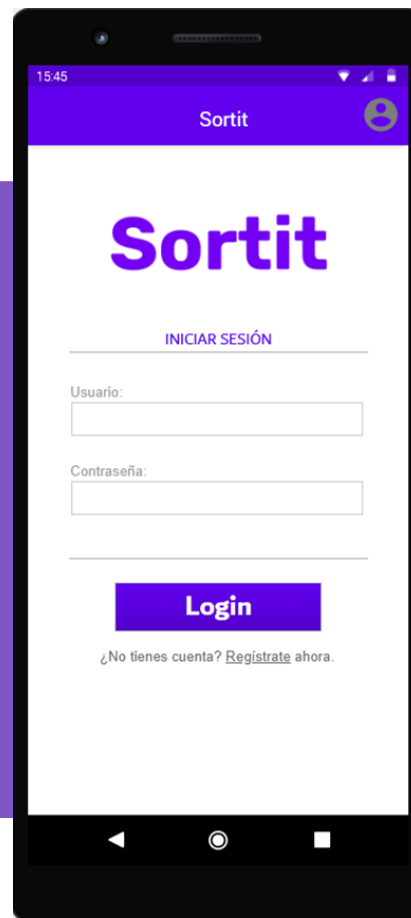 15:45
Sortit
Sortit
INICIAR SESIÓN
Usuario:
Contraseña:
Login
¿No tienes cuenta? Regístrate ahora.